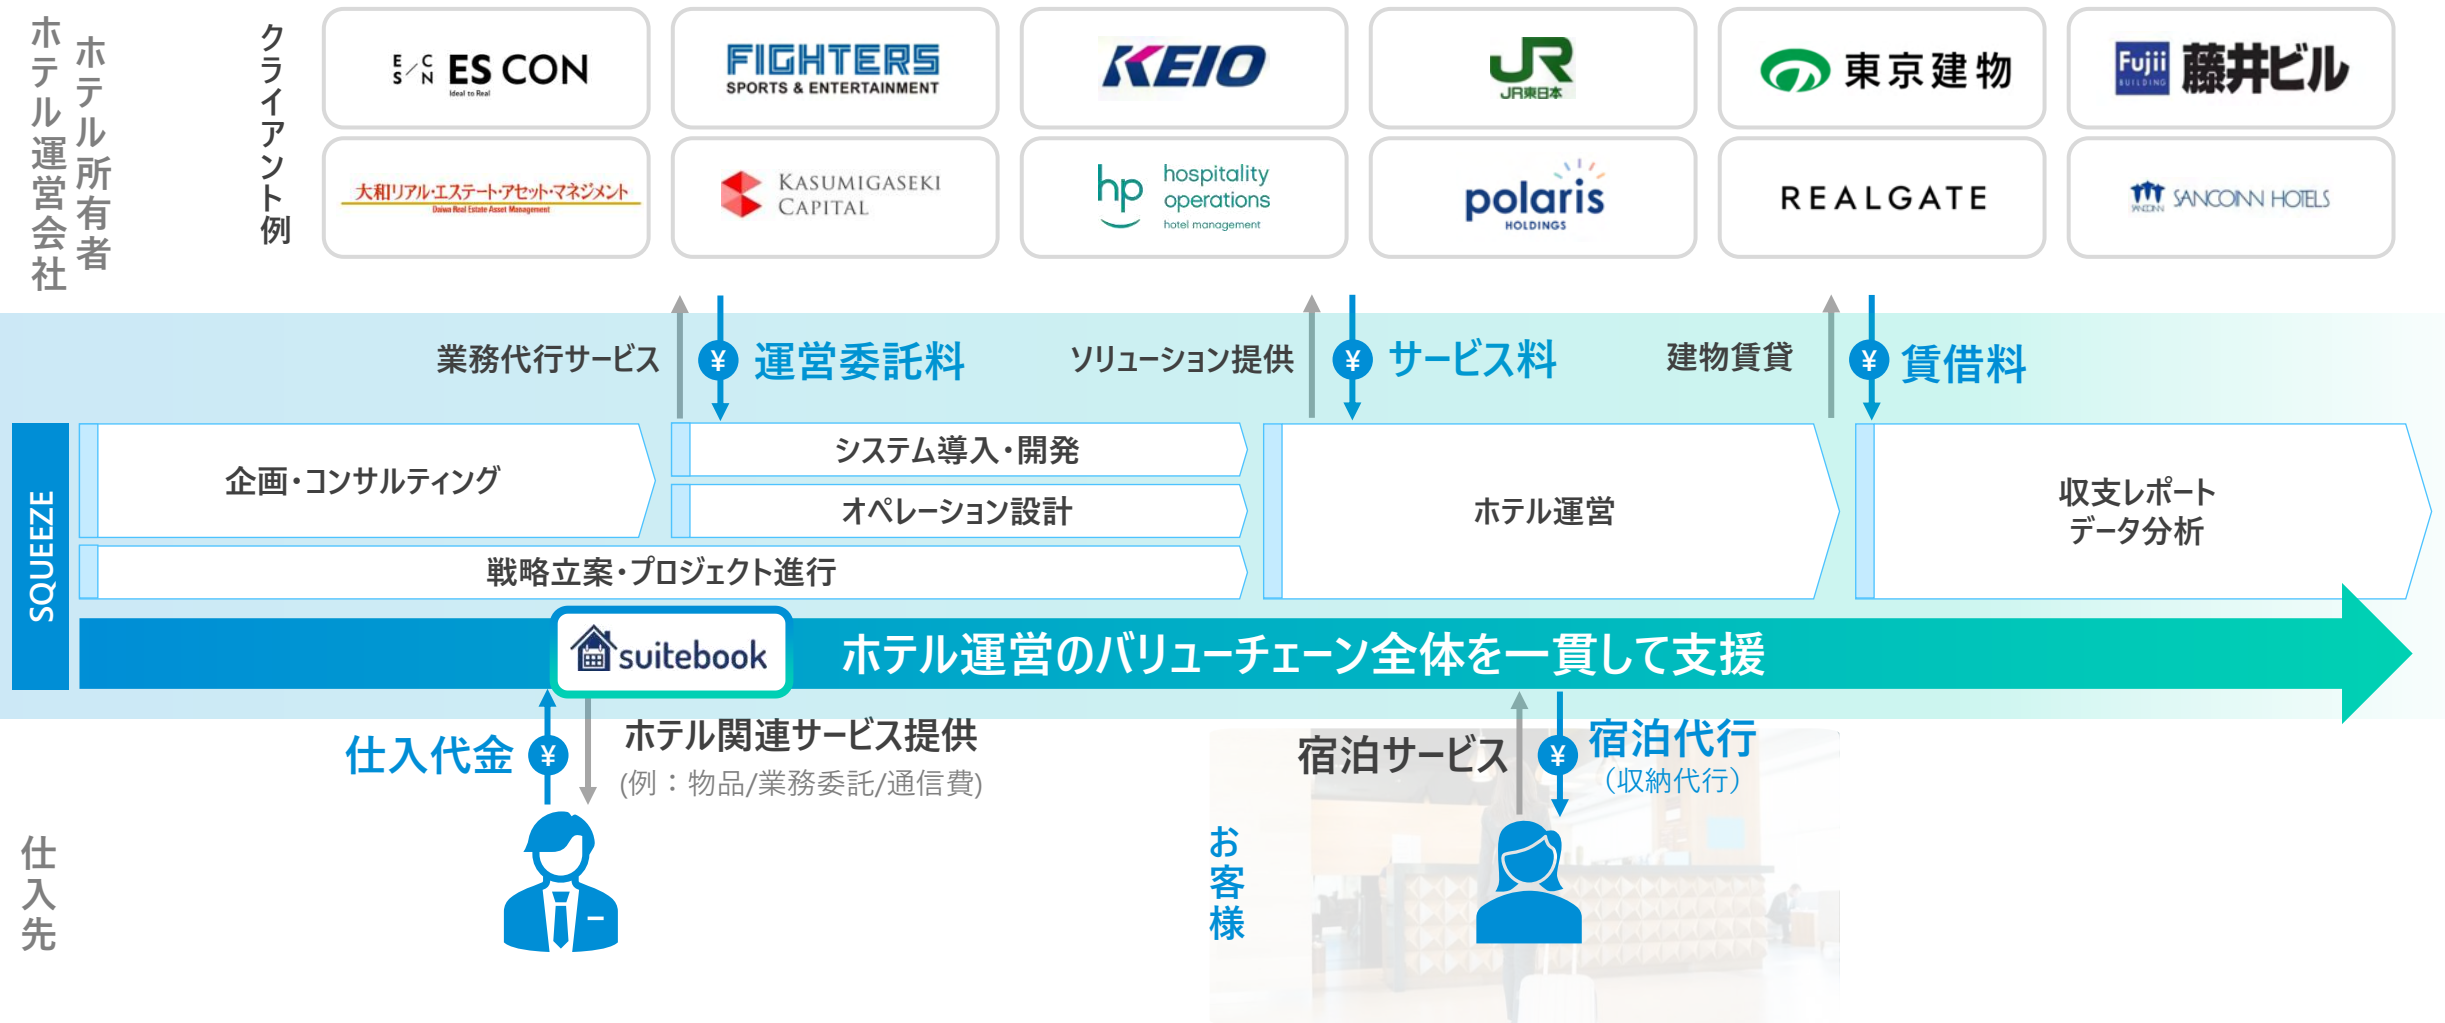 ホテル所有者
ホテル運営会社
クライアント例
ES CON
ES CON
Ideal to Real
FIGHTERS
SPORTS & ENTERTAINMENT
KEIO
JR
JR東日本
東京建物
Fujii
BUILDING
藤井ビル
大和リアル・エステート・アセット・マネジメント
Daiwa Real Estate Asset Management
KASUMIGASEKI
CAPITAL
hp
hospitality
operations
hotel management
polaris
HOLDINGS
REALGATE
SANCOINN
SANCOINN HOTELS
業務代行サービス
¥
運営委託料
ソリューション提供
¥
サービス料
建物賃貸
¥
賃借料
SQUEEZE
企画・コンサルティング
システム導入・開発
オペレーション設計
戦略立案・プロジェクト進行
ホテル運営
収支レポート
データ分析
suitebook
ホテル運営のバリューチェーン全体を一貫して支援
仕入代金
¥
ホテル関連サービス提供
(例：物品/業務委託/通信費)
宿泊サービス
¥
宿泊代行
（収納代行）
仕入先
お客様